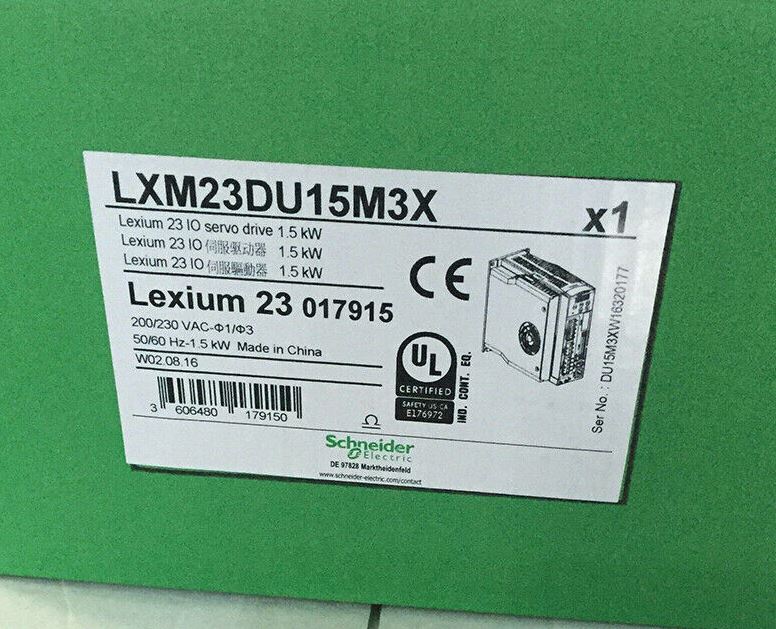 LXM23DU15M3X
x1
Lexium 23 IO servo drive 1.5 kW
Lexium 23 IO 伺服驱动器 1.5 kW
Lexium 23 IO 伺服驅動器 1.5 kW
CE
Lexium 23 017915
200/230 VAC-Φ1/Φ3
50/60 Hz-1.5 kW Made in China
W02.08.16
3 606480 179150
UL
CERTIFIED
SAFETY US CA
E176972
IND. CONT. EQ.
Ser No. : DU15M3XW16320177
Schneider
Electric
DE 97828 Marktheidenfeld
www.schneider-electric.com/contact